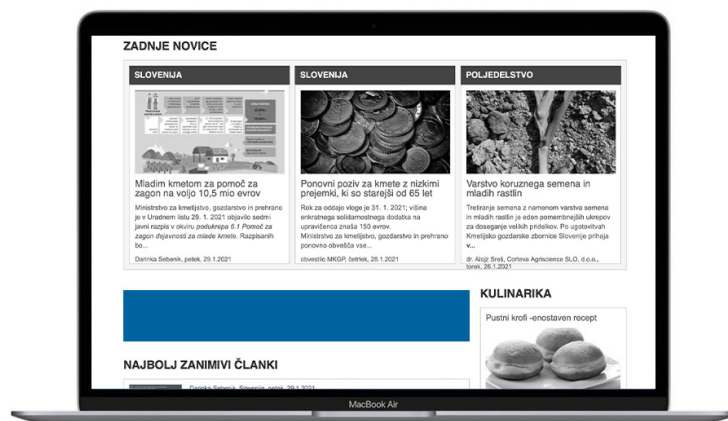 ZADNJE NOVICE
SLOVENIJA
Mladim kmetom za pomoč za
zagon na voljo 10,5 mio evrov
Ministrstvo za kmetijstvo, gozdarstvo in prehrano
je v Uradnem listu 29. 1. 2021 objavilo sedmi
javni razpis v okviru podukrepa 6.1 Pomoč za
zagon dejavnosti za mlade kmete. Razpisanih
bo...
Darinka Sebenik, petek, 29.1.2021
SLOVENIJA
Ponovni poziv za kmete z nizkimi
prejemki, ki so starejši od 65 let
Rok za oddajo vloge je 31. 1. 2021; višina
enkratnega solidarnostnega dodatka na
upravičenca znaša 150 evrov.
Ministrstvo za kmetijstvo, gozdarstvo in prehrano
ponovno obvešča vse...
obvestilo MKGP, četrtek, 28.1.2021
POLJEDELSTVO
Varstvo koruznega semena in
mladih rastlin
Tretiranje semena z namenom varstva semena
in mladih rastlin je eden pomembnejših ukrepov
za doseganje velikih pridelkov. Po ugotovitvah
Kmetijsko gozdarske zbornice Slovenije prihaja
v...
dr. Alojz Sreš, Corteva Agriscience SLO, d.o.o.,
torek, 26.1.2021
KULINARIKA
Pustni krofi -enostaven recept
NAJBOLJ ZANIMIVI ČLANKI
Darinka Sebenik, Slovenija, petek, 29.1.2021
MacBook Air